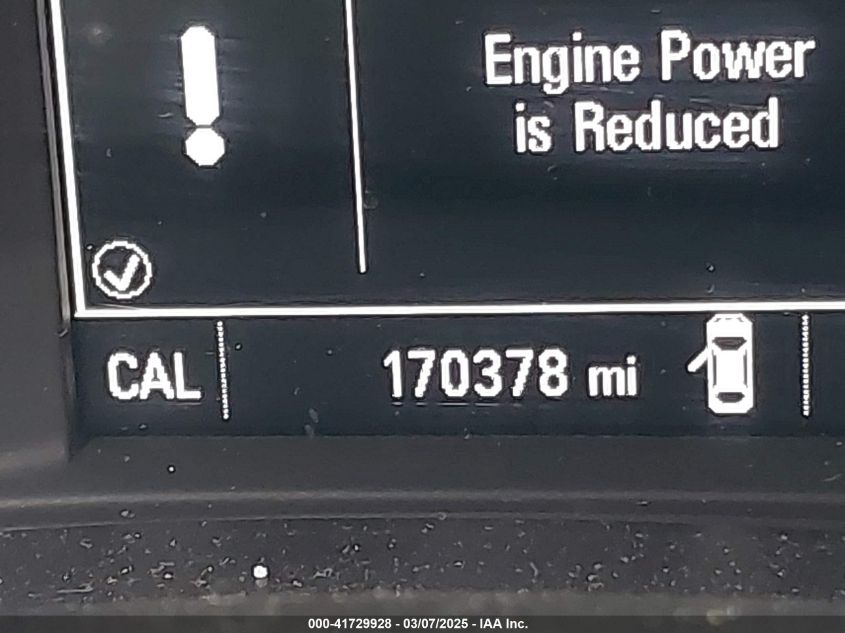 Engine Power
is Reduced
CAL
170378 mi
000-41729928 - 03/07/2025 - IAA Inc.